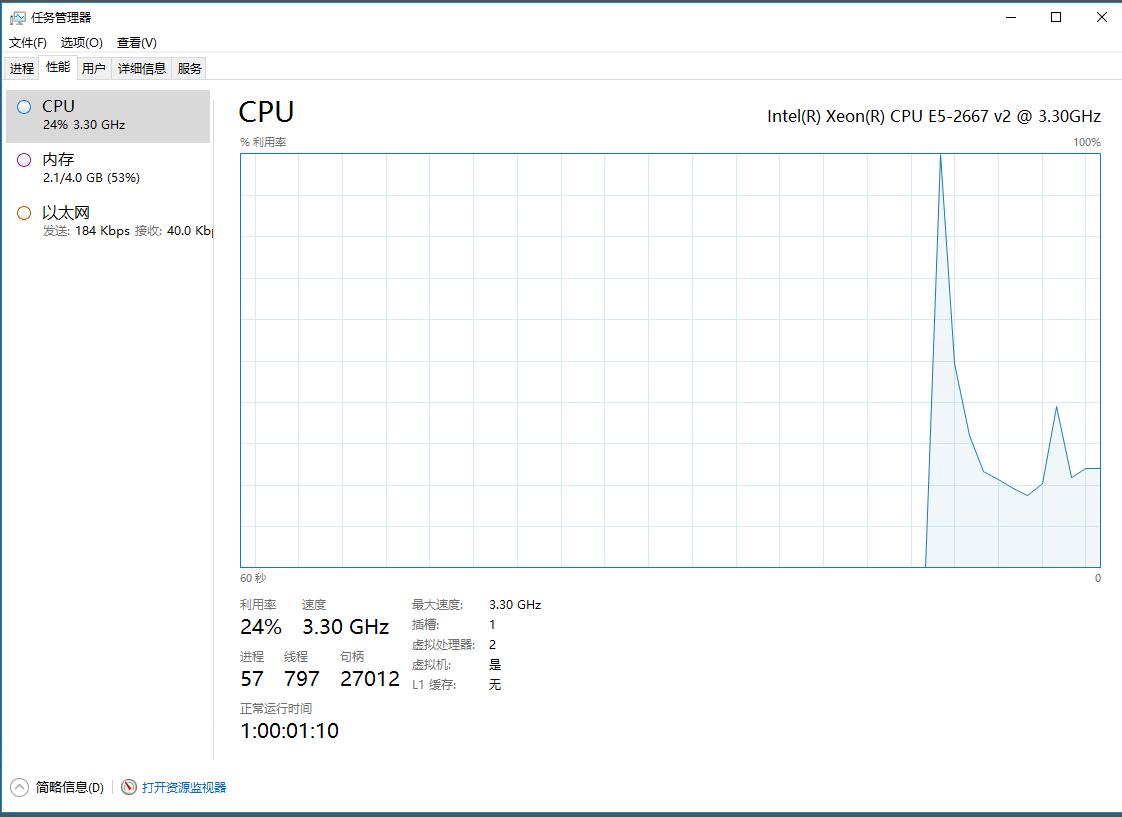 任务管理器
文件(F) 选项(O) 查看(V)
进程 性能 用户 详细信息 服务
CPU
24% 3.30 GHz
内存
2.1/4.0 GB (53%)
以太网
发送: 184 Kbps 接收: 40.0 Kbp
CPU
Intel(R) Xeon(R) CPU E5-2667 v2 @ 3.30GHz
% 利用率 100%
60 秒 0
利用率 速度
24% 3.30 GHz
进程 线程 句柄
57 797 27012
正常运行时间
1:00:01:10
最大速度: 3.30 GHz
插槽: 1
虚拟处理器: 2
虚拟机: 是
L1 缓存: 无
简略信息(D) 打开资源监视器